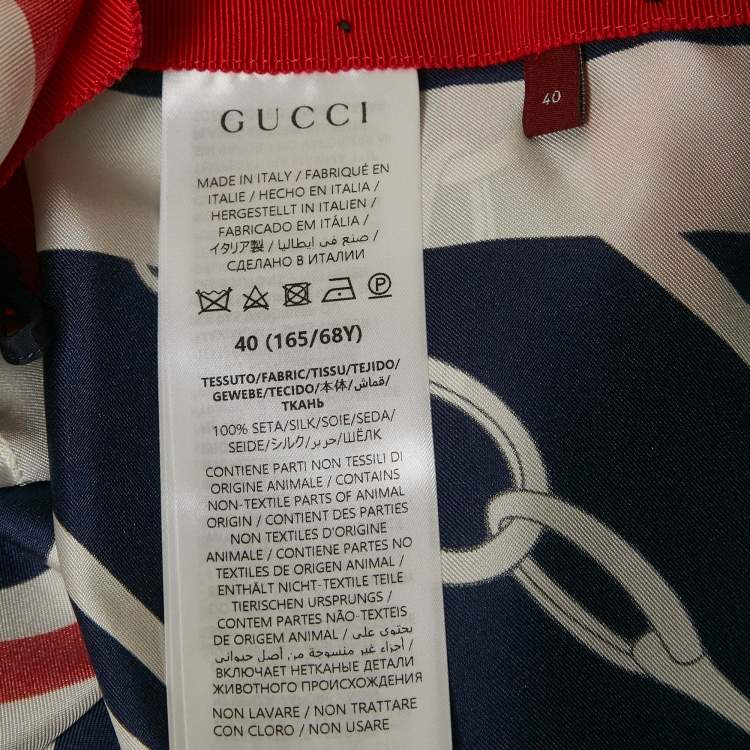 GUCCI
40
MADE IN ITALY / FABRIQUÉ EN
ITALIE / HECHO EN ITALIA /
HERGESTELLT IN ITALIEN /
FABRICADO EM ITÁLIA /
イタリア製 / صنع في ايطاليا /
СДЕЛАНО В ИТАЛИИ
P
40 (165/68Y)
TESSUTO/FABRIC/TISSU/TEJIDO/
GEWEBE/TECIDO/本体/قماش/
ТКАНЬ
100% SETA/SILK/SOIE/SEDA/
SEIDE/シルク/حرير/ШЁЛК
CONTIENE PARTI NON TESSILI DI
ORIGINE ANIMALE / CONTAINS
NON-TEXTILE PARTS OF ANIMAL
ORIGIN / CONTIENT DES PARTIES
NON TEXTILES D'ORIGINE
ANIMALE / CONTIENE PARTES NO
TEXTILES DE ORIGEN ANIMAL /
ENTHÄLT NICHT-TEXTILE TEILE
TIERISCHEN URSPRUNGS /
CONTEM PARTES NÃO-TEXTEIS
DE ORIGEM ANIMAL / يحتوي على
أجزاء غير منسوجة من أصل حيواني /
ВКЛЮЧАЕТ НЕТКАНЫЕ ДЕТАЛИ
ЖИВОТНОГО ПРОИСХОЖДЕНИЯ
NON LAVARE / NON TRATTARE
CON CLORO / NON USARE